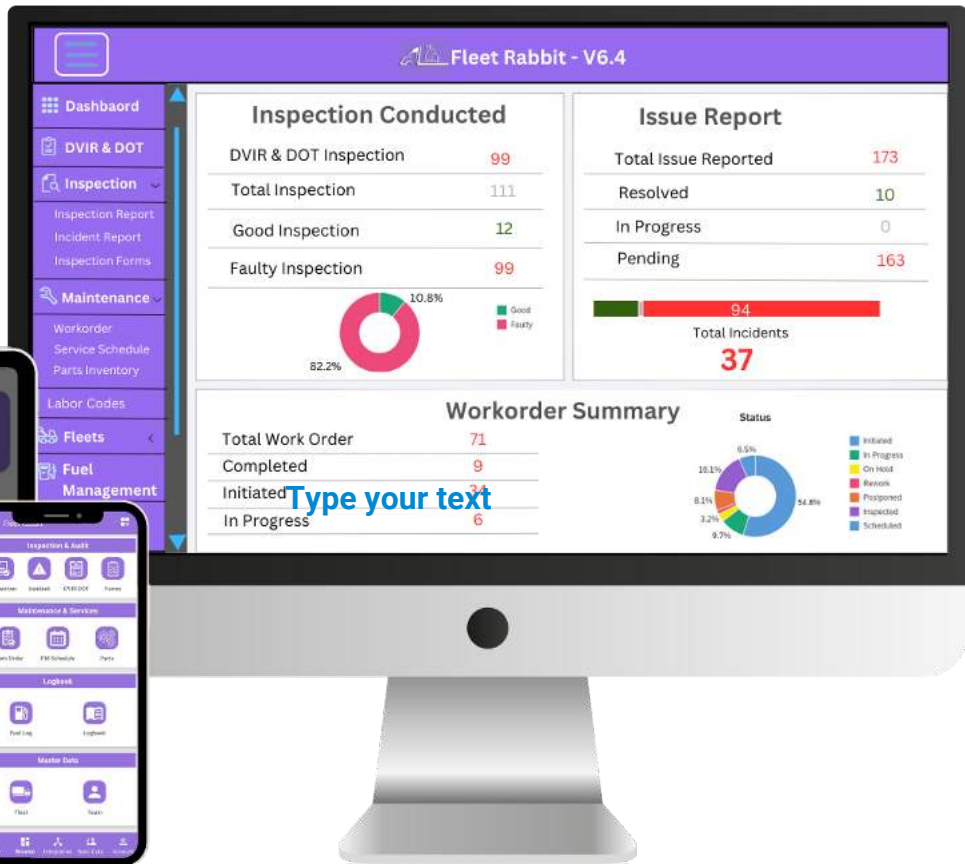 Fleet Rabbit - V6.4
Dashbaord
DVIR & DOT
Inspection
Inspection Report
Incident Report
Inspection Forms
Maintenance
Workorder
Service Schedule
Parts Inventory
Labor Codes
Fleets
Fuel
Management
Inspection Conducted
DVIR & DOT Inspection 99
Total Inspection 111
Good Inspection 12
Faulty Inspection 99
10.8%
Good
Faulty
82.2%
Issue Report
Total Issue Reported 173
Resolved 10
In Progress 0
Pending 163
94
Total Incidents
37
Workorder Summary
Total Work Order 71
Completed 9
Initiated 34
Type your text
In Progress 6
Status
6.5%
10.1%
8.1%
3.2%
9.7%
54.8%
Initiated
In Progress
On Hold
Rework
Postponed
Inspected
Scheduled
Inspection & Audit
Incident
DVIR/DOT
Forms
Maintenance & Services
PM Schedule
Parts
Logbook
Fuel Log
Logbook
Master Data
Fleet
Team